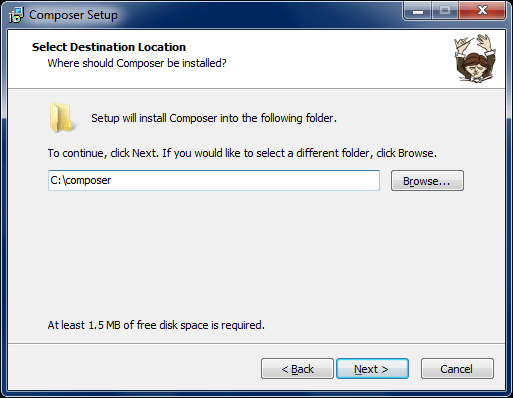 Composer Setup
Select Destination Location
Where should Composer be installed?
Setup will install Composer into the following folder.
To continue, click Next. If you would like to select a different folder, click Browse.
C:\composer
Browse...
At least 1.5 MB of free disk space is required.
< Back
Next >
Cancel